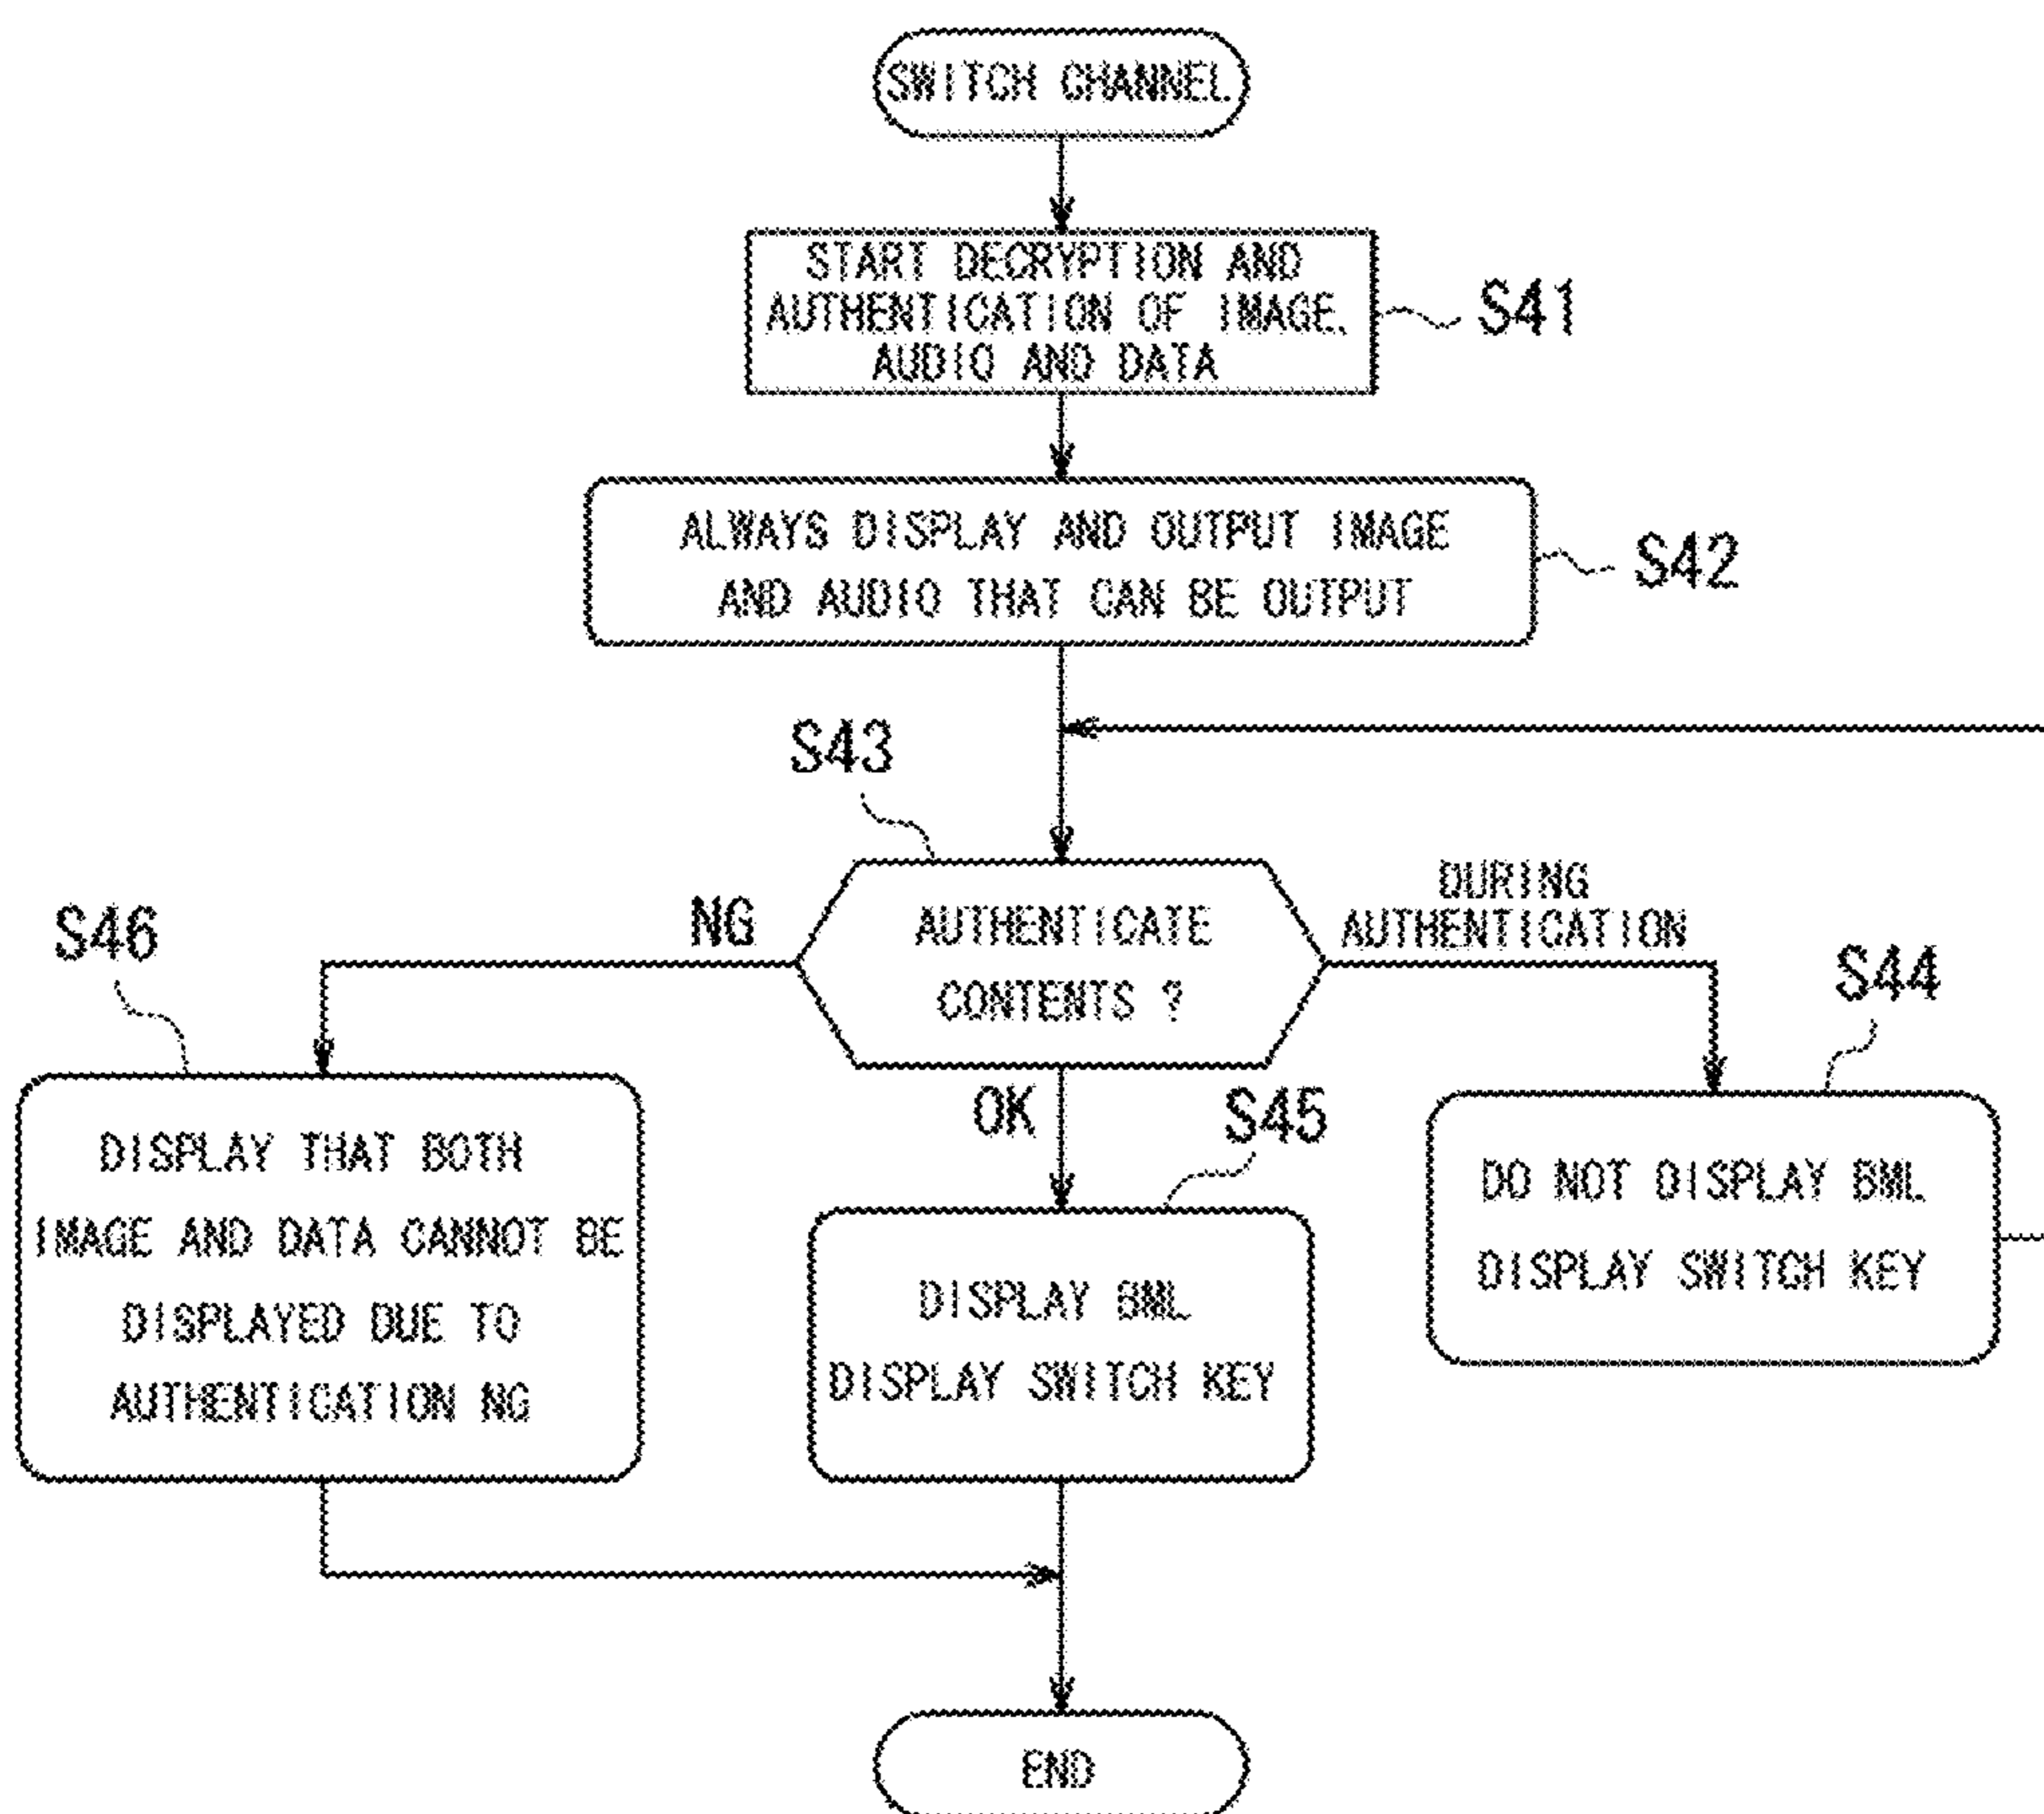 SWITCH CHANNEL
START DECRYPTION AND
AUTHENTICATION OF IMAGE,
AUDIO AND DATA
S41
ALWAYS DISPLAY AND OUTPUT IMAGE
AND AUDIO THAT CAN BE OUTPUT
S42
S43
AUTHENTICATE
CONTENTS ?
NG
DURING
AUTHENTICATION
S46
S44
OK
S45
DISPLAY THAT BOTH
IMAGE AND DATA CANNOT BE
DISPLAYED DUE TO
AUTHENTICATION NG
DISPLAY BML
DISPLAY SWITCH KEY
DO NOT DISPLAY BML
DISPLAY SWITCH KEY
END